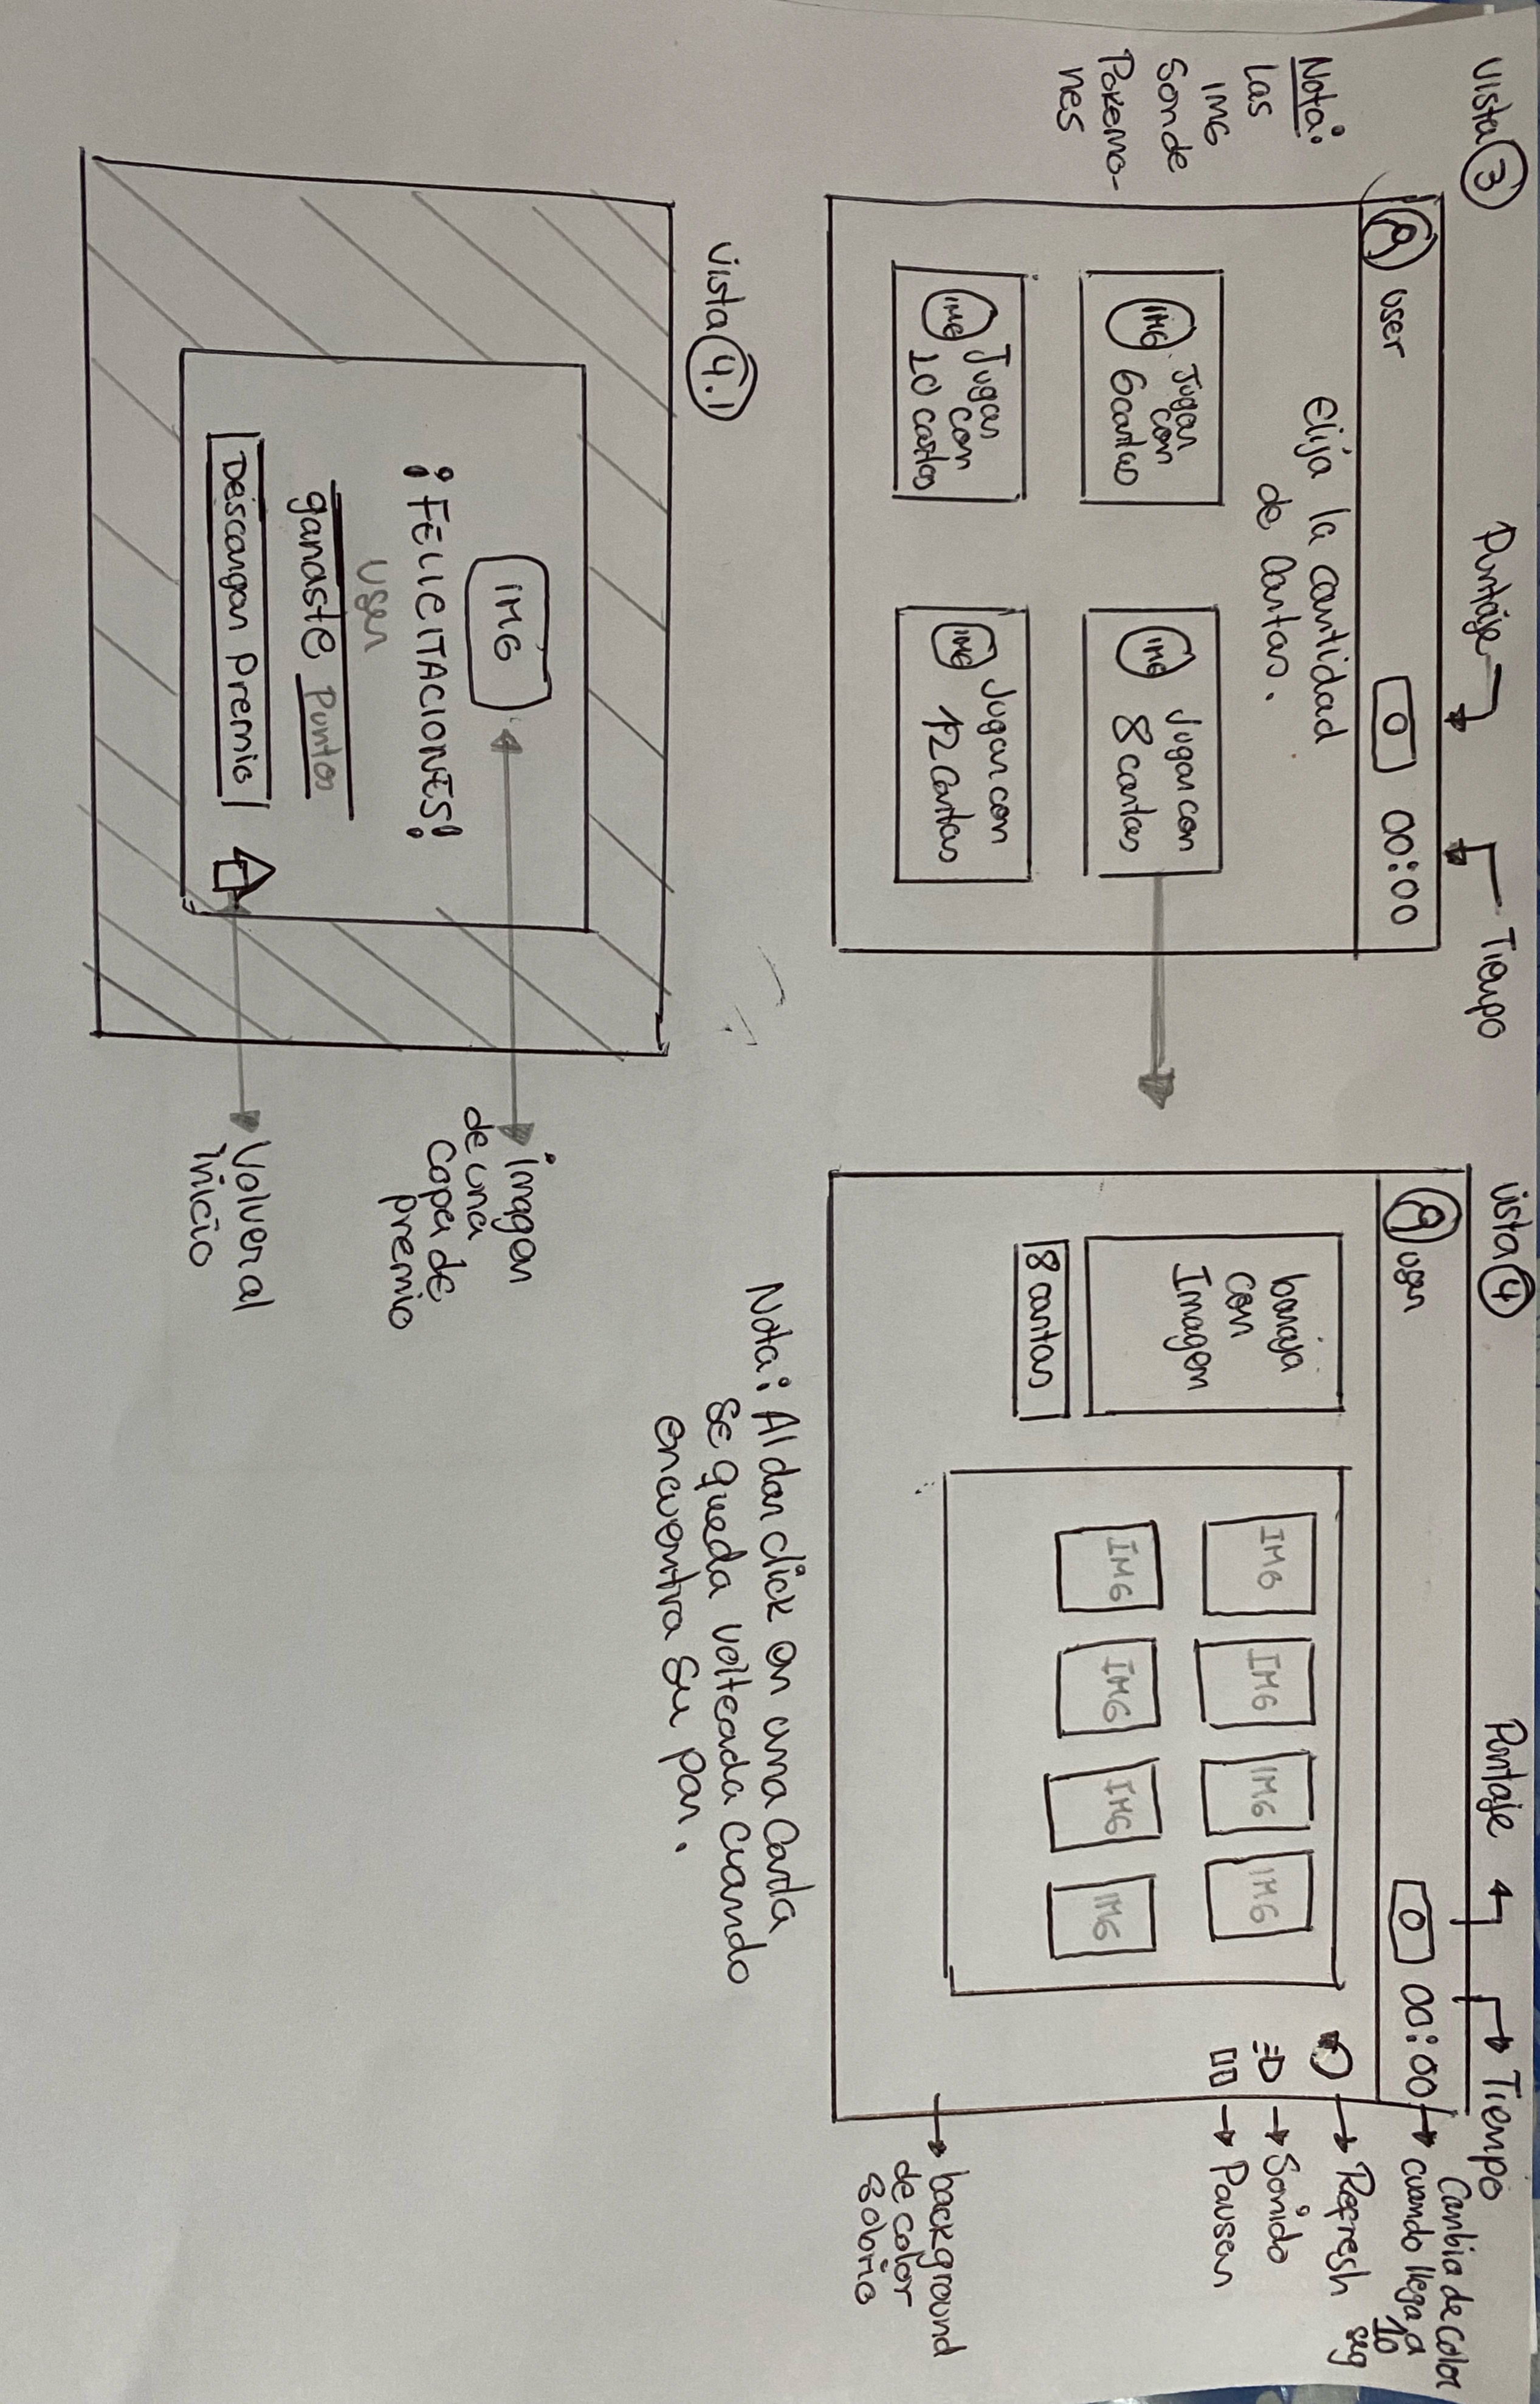 Vista 3
Puntaje
Tiempo
user
0
00:00
Elija la cantidad
de Cartas.
Nota:
Las
IMG
Son de
Pokemo-
nes
IMG
Jugar
con
6 cartas
IMG
Jugar con
8 cartas
IMG
Jugar
con
10 cartas
IMG
Jugar con
12 Cartas
Vista 4
Puntaje
Tiempo
Cambia de color
cuando llega a
10
seg
user
0
00:00
Refresh
Sonido
Pausar
baraja
con
Imagen
8 cartas
IMG
IMG
IMG
IMG
IMG
IMG
IMG
IMG
background
de color
Sobrio
Nota: Al dar click en una Carta
se queda volteada cuando
encuentra su par.
Vista 4.1
IMG
¡FELICITACIONES!
User
ganaste Puntos
Descargar Premio
imagen
de una
Copa de
premio
Volver al
Inicio